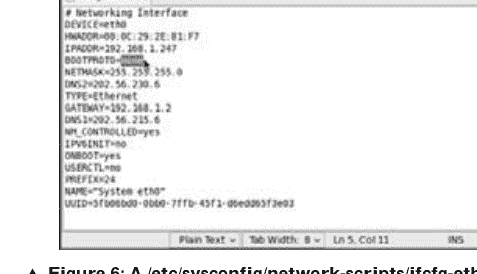 # Networking Interface
DEVICE=eth0
HWADDR=00:0C:29:2E:81:F7
IPADDR=192.168.1.247
BOOTPROTO=
NETMASK=255.255.255.0
DNS2=202.56.230.6
TYPE=Ethernet
GATEWAY=192.168.1.2
DNS1=202.56.215.6
NM_CONTROLLED=yes
IPV6INIT=no
ONBOOT=yes
USERCTL=no
PREFIX=24
NAME="System eth0"
Plain Text Tab Width: 8 Ln 5, Col 11 INS
▲ Figure 6: A /etc/sysconfig/network-scripts/ifcfg-eth